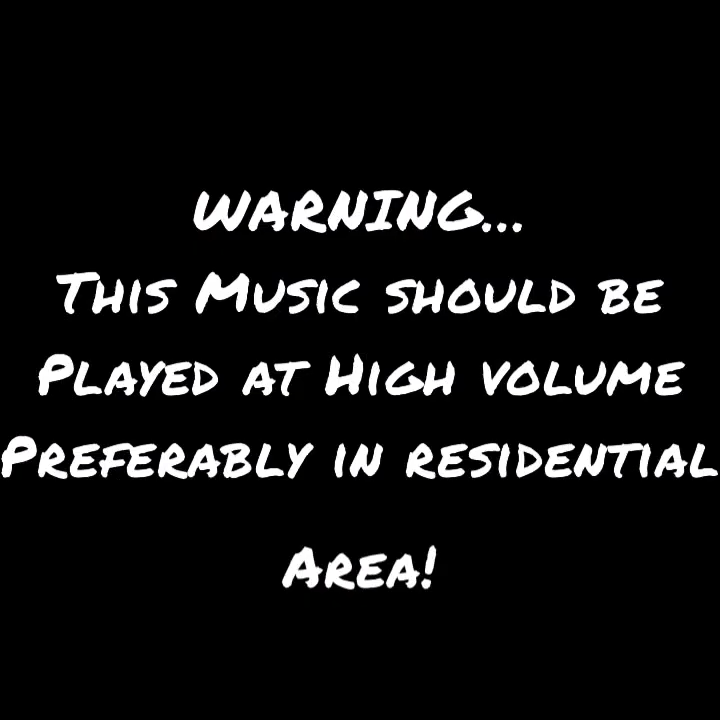 WARNING...
This Music should be
Played at High volume
Preferably in residential
Area!